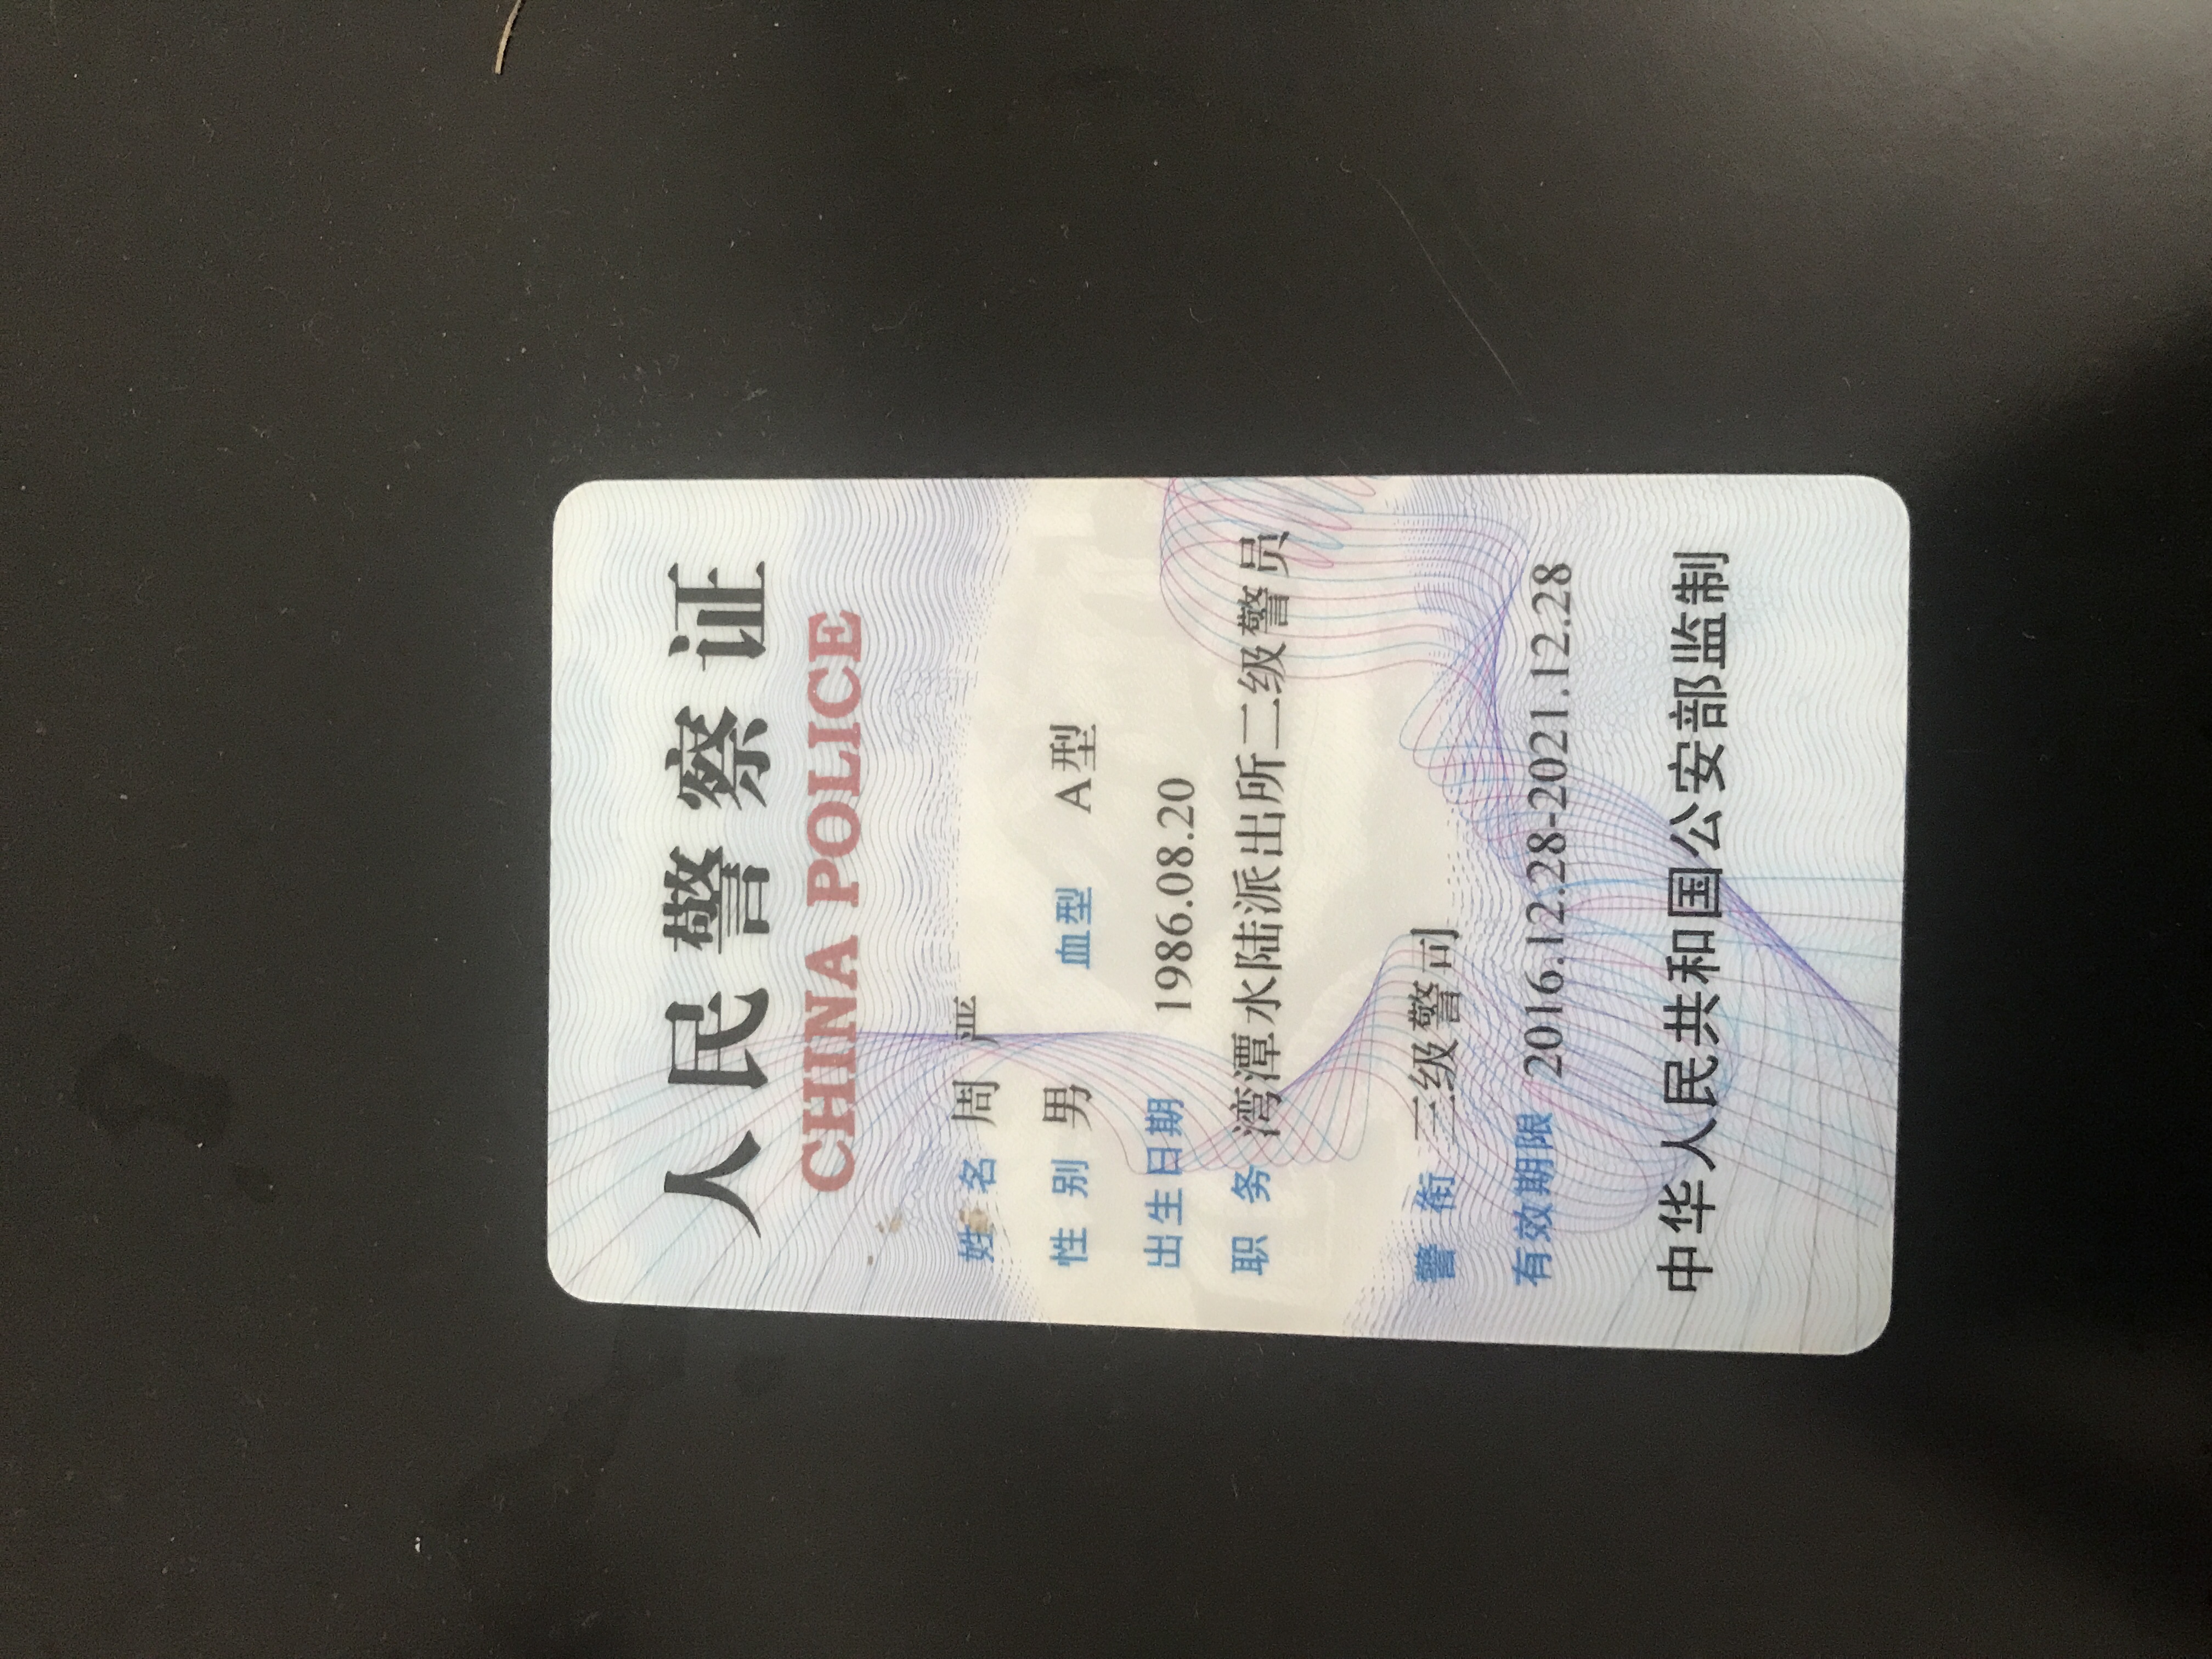 人民警察证
CHINA POLICE
姓名 周严
性别 男 血型 A型
出生日期 1986.08.20
职务 湾潭水陆派出所二级警员
警衔 三级警司
有效期限 2016.12.28-2021.12.28
中华人民共和国公安部监制